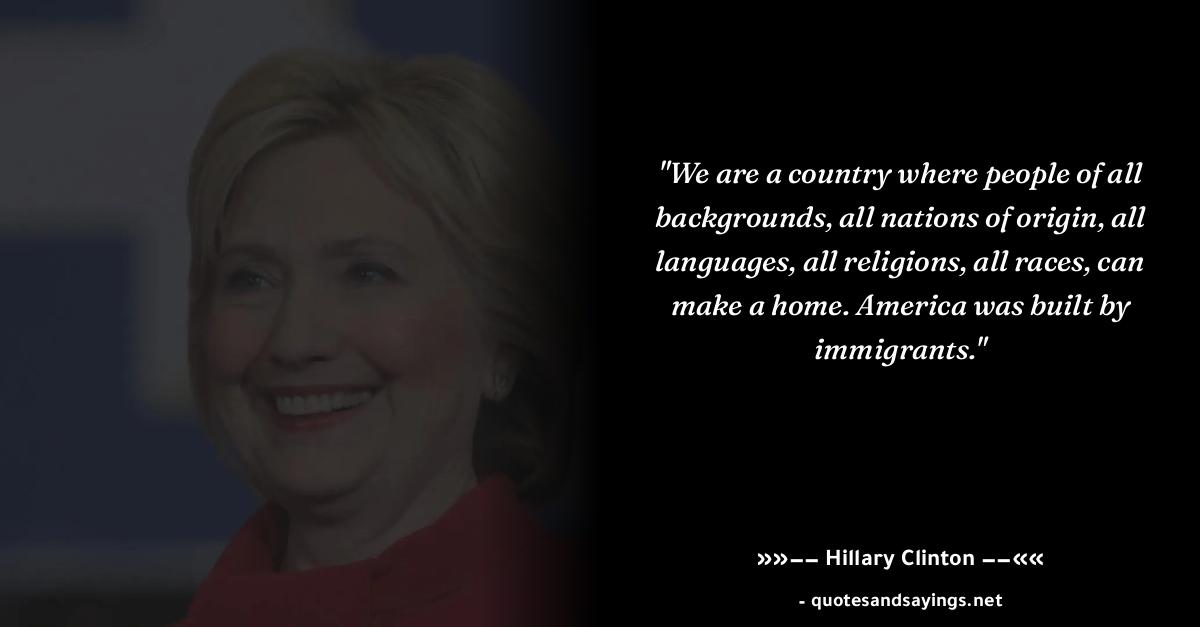 "We are a country where people of all
backgrounds, all nations of origin, all
languages, all religions, all races, can
make a home. America was built by
immigrants."
»»−− Hillary Clinton −−««
- quotesandsayings.net